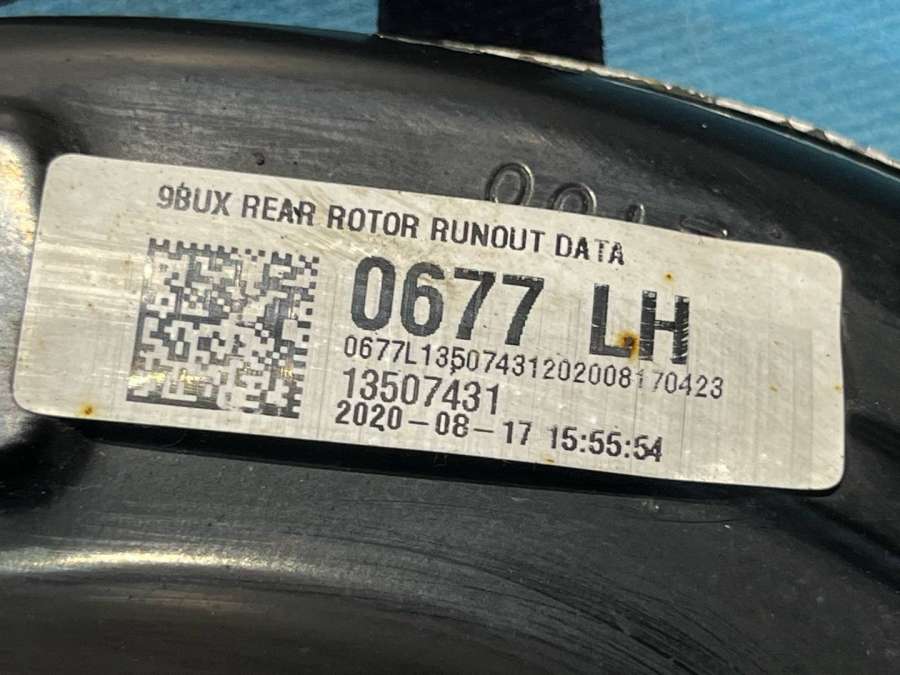 9BUX REAR ROTOR RUNOUT DATA
0677 LH
0677L13507431202008170423
13507431
2020-08-17 15:55:54